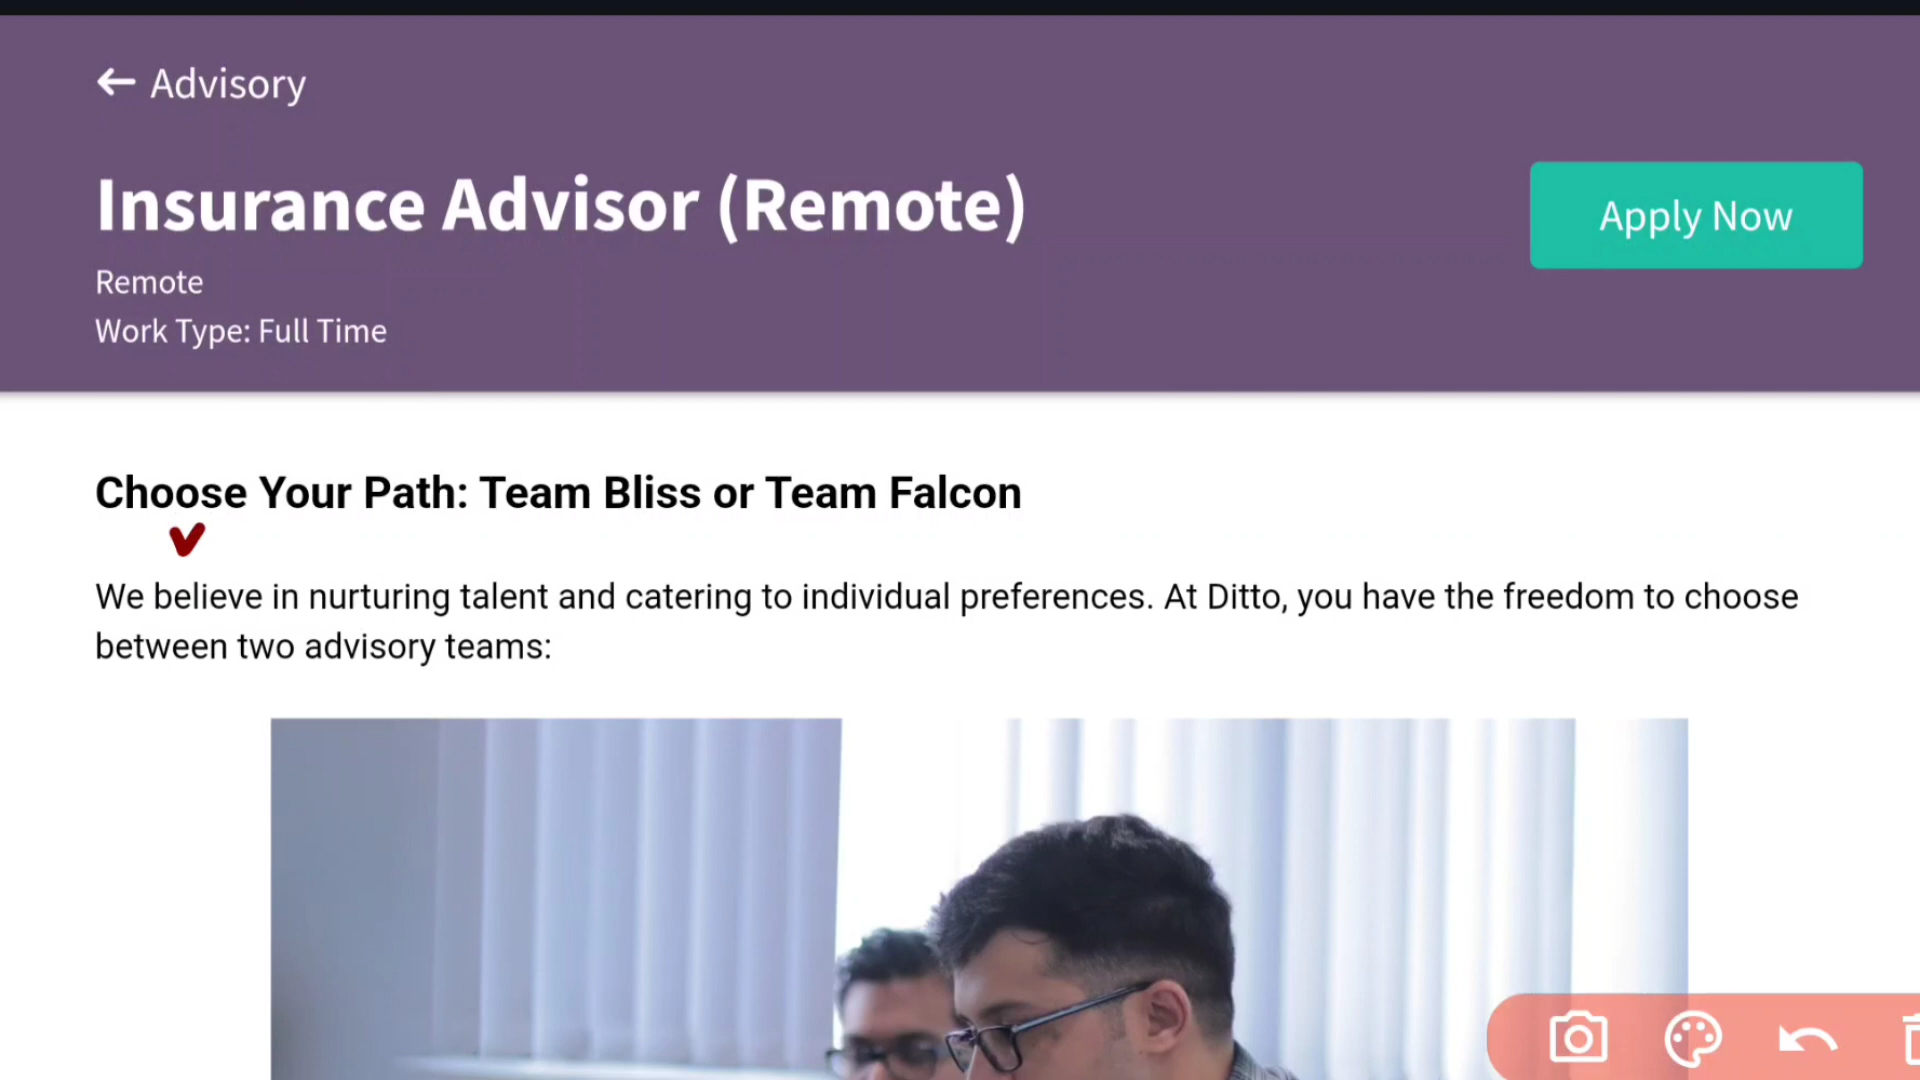 Advisory
Insurance Advisor (Remote)
Apply Now
Remote
Work Type: Full Time
Choose Your Path: Team Bliss or Team Falcon
We believe in nurturing talent and catering to individual preferences. At Ditto, you have the freedom to choose
between two advisory teams: